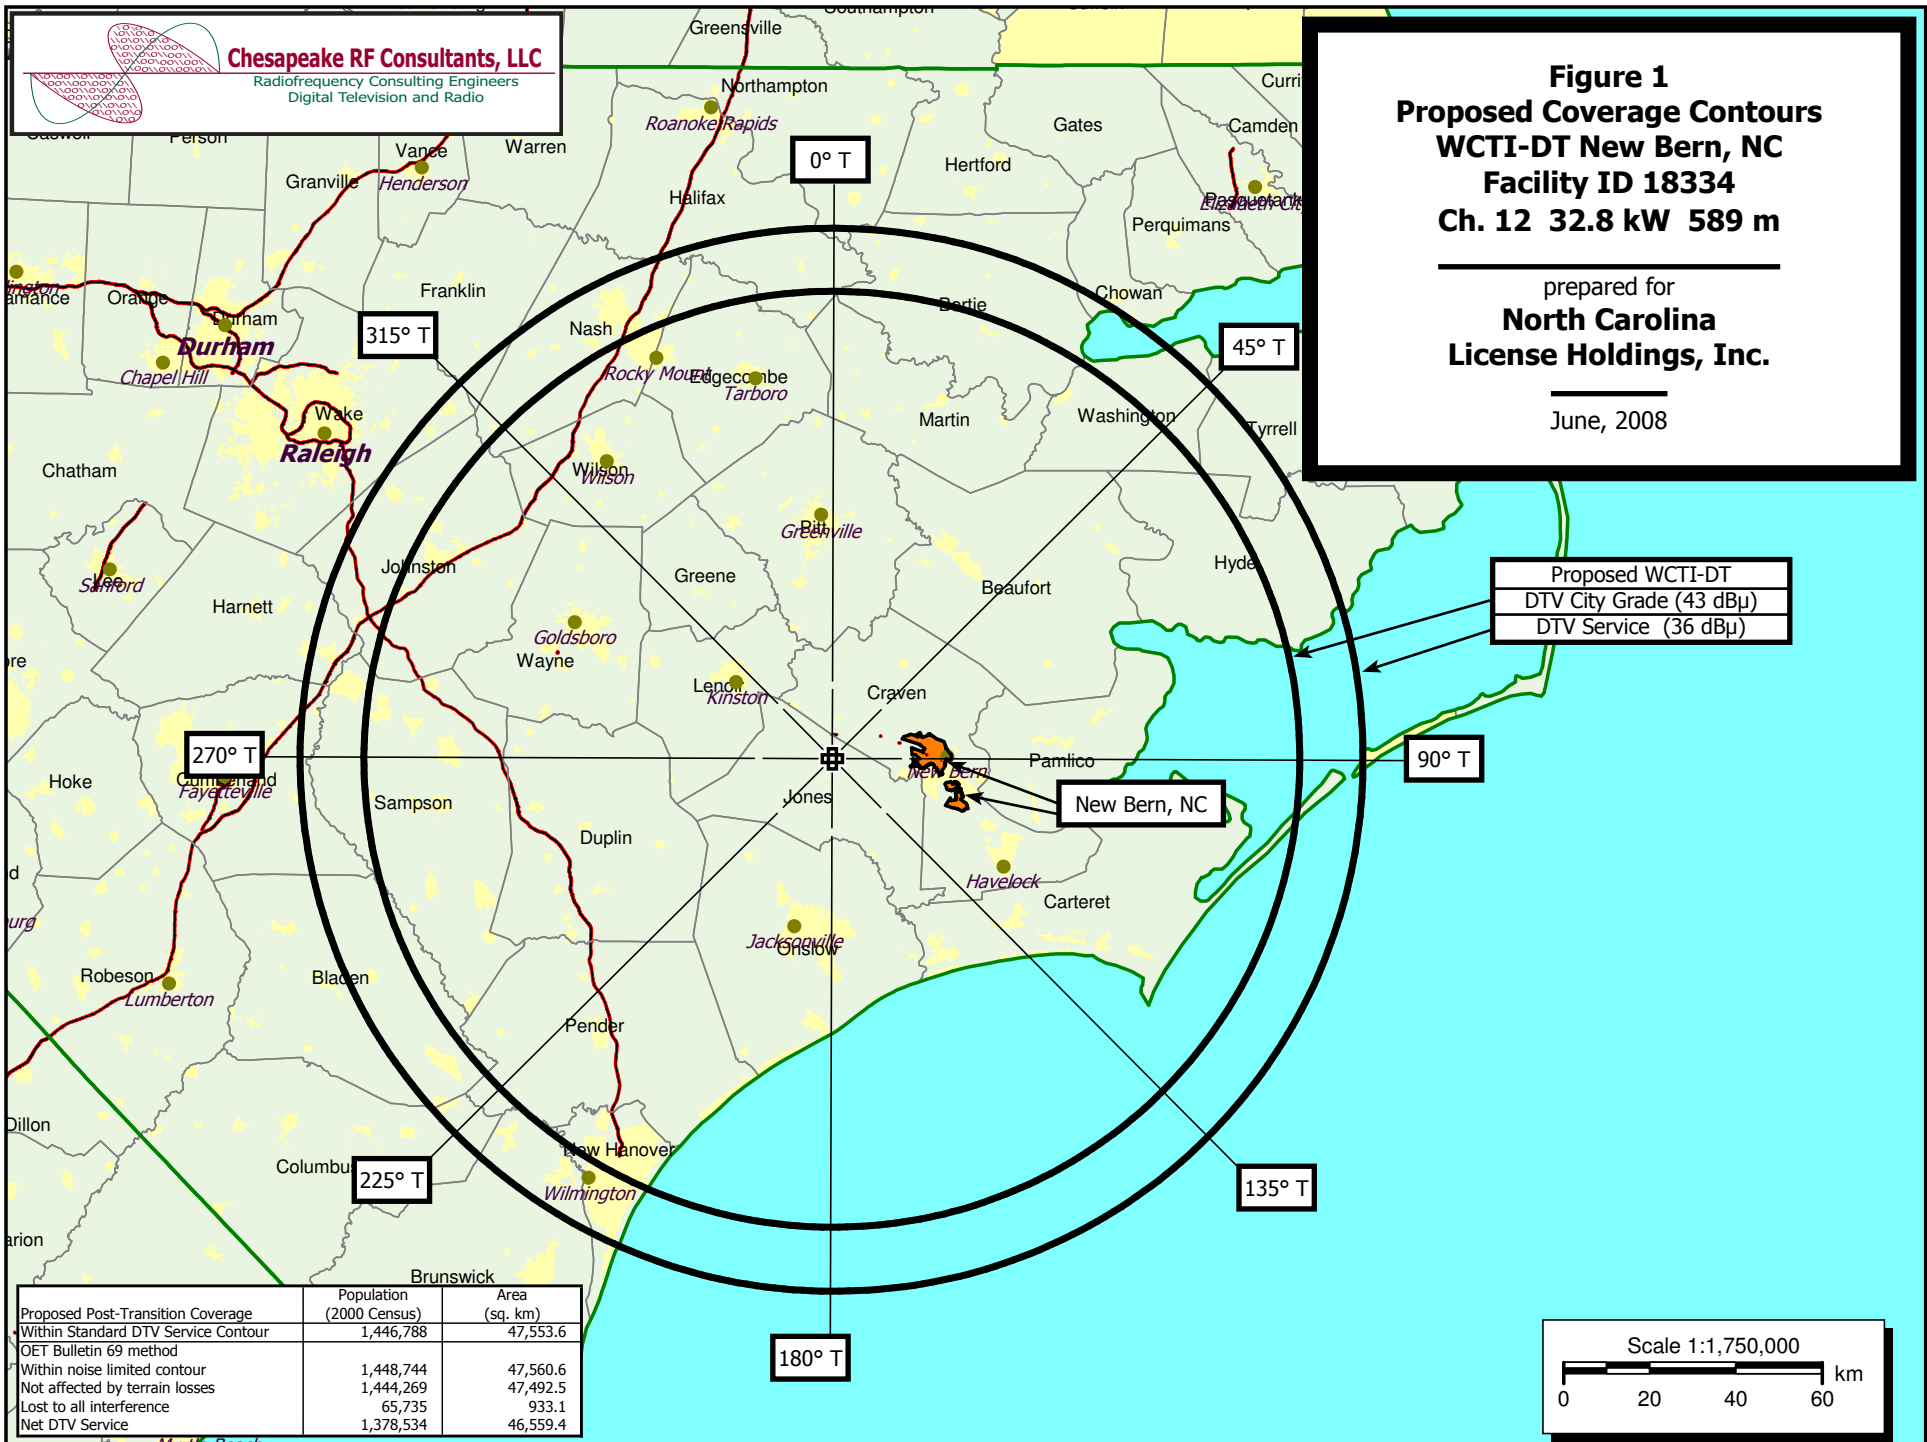 Chesapeake RF Consultants, LLC
Radiofrequency Consulting Engineers
Digital Television and Radio
Figure 1
Proposed Coverage Contours
WCTI-DT New Bern, NC
Facility ID 18334
Ch. 12 32.8 kW 589 m
prepared for
North Carolina
License Holdings, Inc.
June, 2008
Greensville
Northampton
Roanoke Rapids
Gates
Camden
Person
Vance
Warren
Henderson
Granville
Halifax
0° T
Hertford
Pasquotank
Elizabeth City
Perquimans
Franklin
Bertie
Chowan
Orange
Durham
Durham
Chapel Hill
315° T
Nash
45° T
Rocky Mount
Edgecombe
Tarboro
Wake
Raleigh
Martin
Washington
Tyrrell
Chatham
Wilson
Wilson
Pitt
Greenville
Lee
Sanford
Johnston
Harnett
Greene
Beaufort
Hyde
Proposed WCTI-DT
DTV City Grade (43 dBµ)
DTV Service (36 dBµ)
Goldsboro
Wayne
Lenoir
Kinston
Craven
270° T
90° T
Hoke
Cumberland
Fayetteville
Sampson
New Bern
Pamlico
Jones
New Bern, NC
Duplin
Havelock
Carteret
Jacksonville
Onslow
Robeson
Lumberton
Bladen
Pender
Dillon
New Hanover
Columbus
225° T
Wilmington
135° T
Brunswick
180° T
Proposed Post-Transition Coverage Population (2000 Census) Area (sq. km)
Within Standard DTV Service Contour 1,446,788 47,553.6
OET Bulletin 69 method
Within noise limited contour 1,448,744 47,560.6
Not affected by terrain losses 1,444,269 47,492.5
Lost to all interference 65,735 933.1
Net DTV Service 1,378,534 46,559.4
Scale 1:1,750,000
km
0 20 40 60